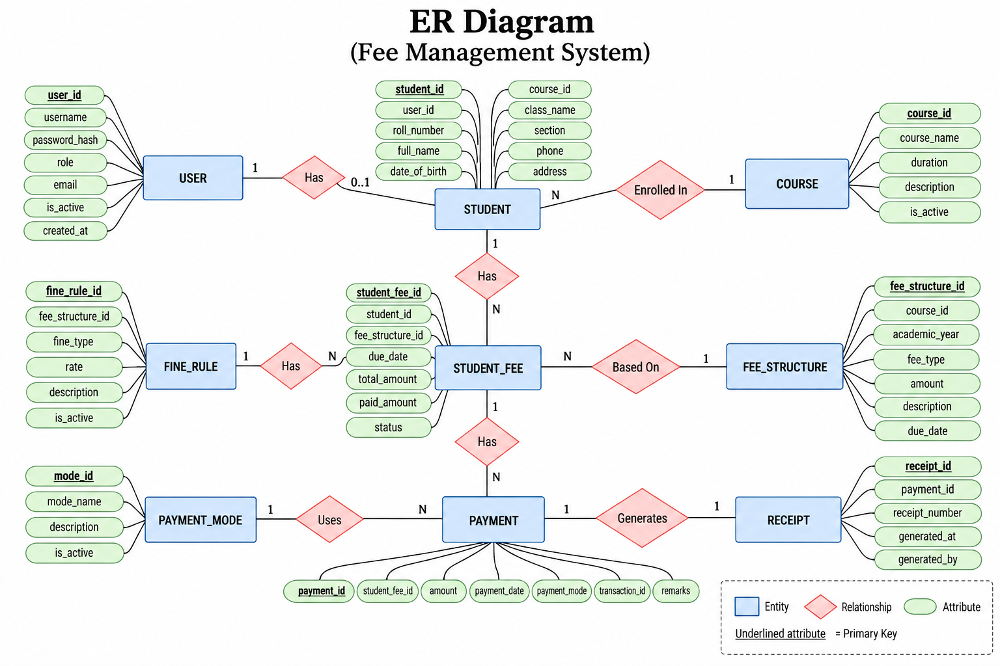 ER Diagram
(Fee Management System)
user_id
username
password_hash
role
email
is_active
created_at
USER
1
Has
0..1
student_id
user_id
roll_number
full_name
date_of_birth
course_id
class_name
section
phone
address
STUDENT
N
Enrolled In
1
COURSE
course_id
course_name
duration
description
is_active
1
Has
N
fine_rule_id
fee_structure_id
fine_type
rate
description
is_active
FINE_RULE
1
Has
N
student_fee_id
student_id
fee_structure_id
due_date
total_amount
paid_amount
status
STUDENT_FEE
N
Based On
1
FEE_STRUCTURE
fee_structure_id
course_id
academic_year
fee_type
amount
description
due_date
1
Has
N
mode_id
mode_name
description
is_active
PAYMENT_MODE
1
Uses
N
PAYMENT
1
Generates
1
RECEIPT
receipt_id
payment_id
receipt_number
generated_at
generated_by
payment_id
student_fee_id
amount
payment_date
payment_mode
transaction_id
remarks
Entity
Relationship
Attribute
Underlined attribute = Primary Key